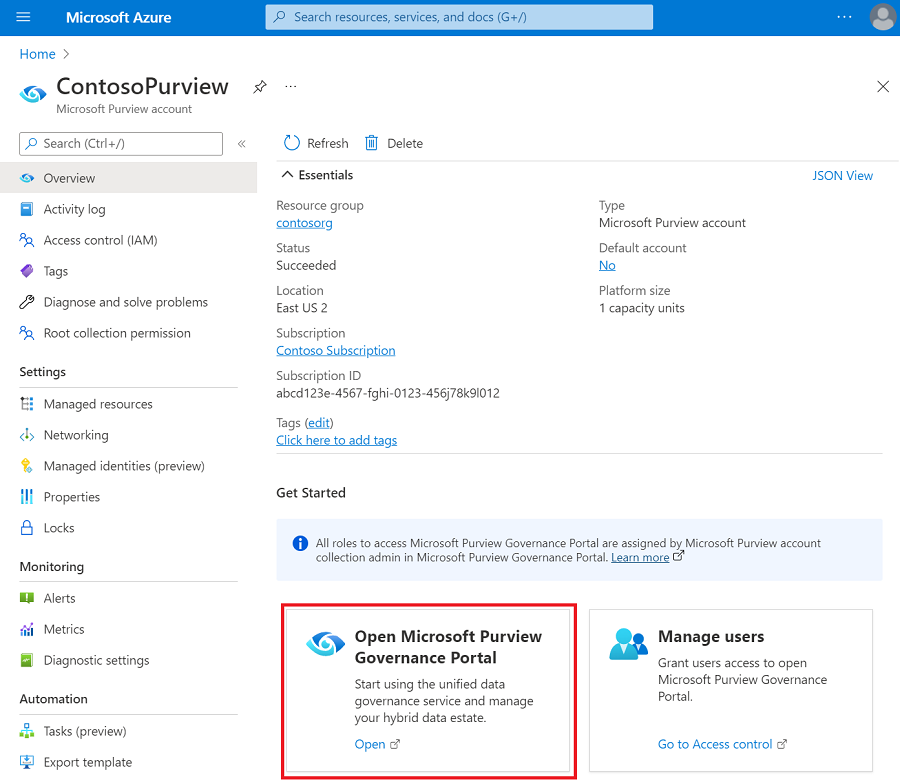 Microsoft Azure
Search resources, services, and docs (G+/)
...
Home >
ContosoPurview
...
Microsoft Purview account
Search (Ctrl+/)
«
Overview
Activity log
Access control (IAM)
Tags
Diagnose and solve problems
Root collection permission
Settings
Managed resources
Networking
Managed identities (preview)
Properties
Locks
Monitoring
Alerts
Metrics
Diagnostic settings
Automation
Tasks (preview)
Export template
Refresh
Delete
Essentials
JSON View
Resource group
contosorg
Status
Succeeded
Location
East US 2
Subscription
Contoso Subscription
Subscription ID
abcd123e-4567-fghi-0123-456j78k9l012
Tags (edit)
Click here to add tags
Type
Microsoft Purview account
Default account
No
Platform size
1 capacity units
Get Started
All roles to access Microsoft Purview Governance Portal are assigned by Microsoft Purview account
collection admin in Microsoft Purview Governance Portal. Learn more
Open Microsoft Purview
Governance Portal
Start using the unified data
governance service and manage
your hybrid data estate.
Open
Manage users
Grant users access to open
Microsoft Purview Governance
Portal.
Go to Access control